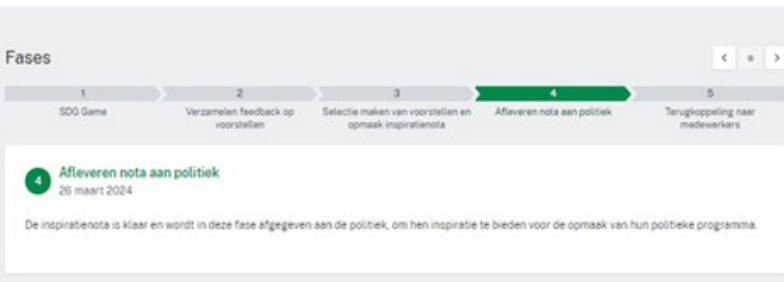 Fases
1
2
3
4
5
SDG Game
Verzamelen feedback op
voorstellen
Selectie maken van voorstellen en
opmaak inspiratienota
Afleveren nota aan politiek
Terugkoppeling naar
medewerkers
4
Afleveren nota aan politiek
26 maart 2024
De inspiratienota is klaar en wordt in deze fase afgegeven aan de politiek, om hen inspiratie te bieden voor de opmaak van hun politieke programma.